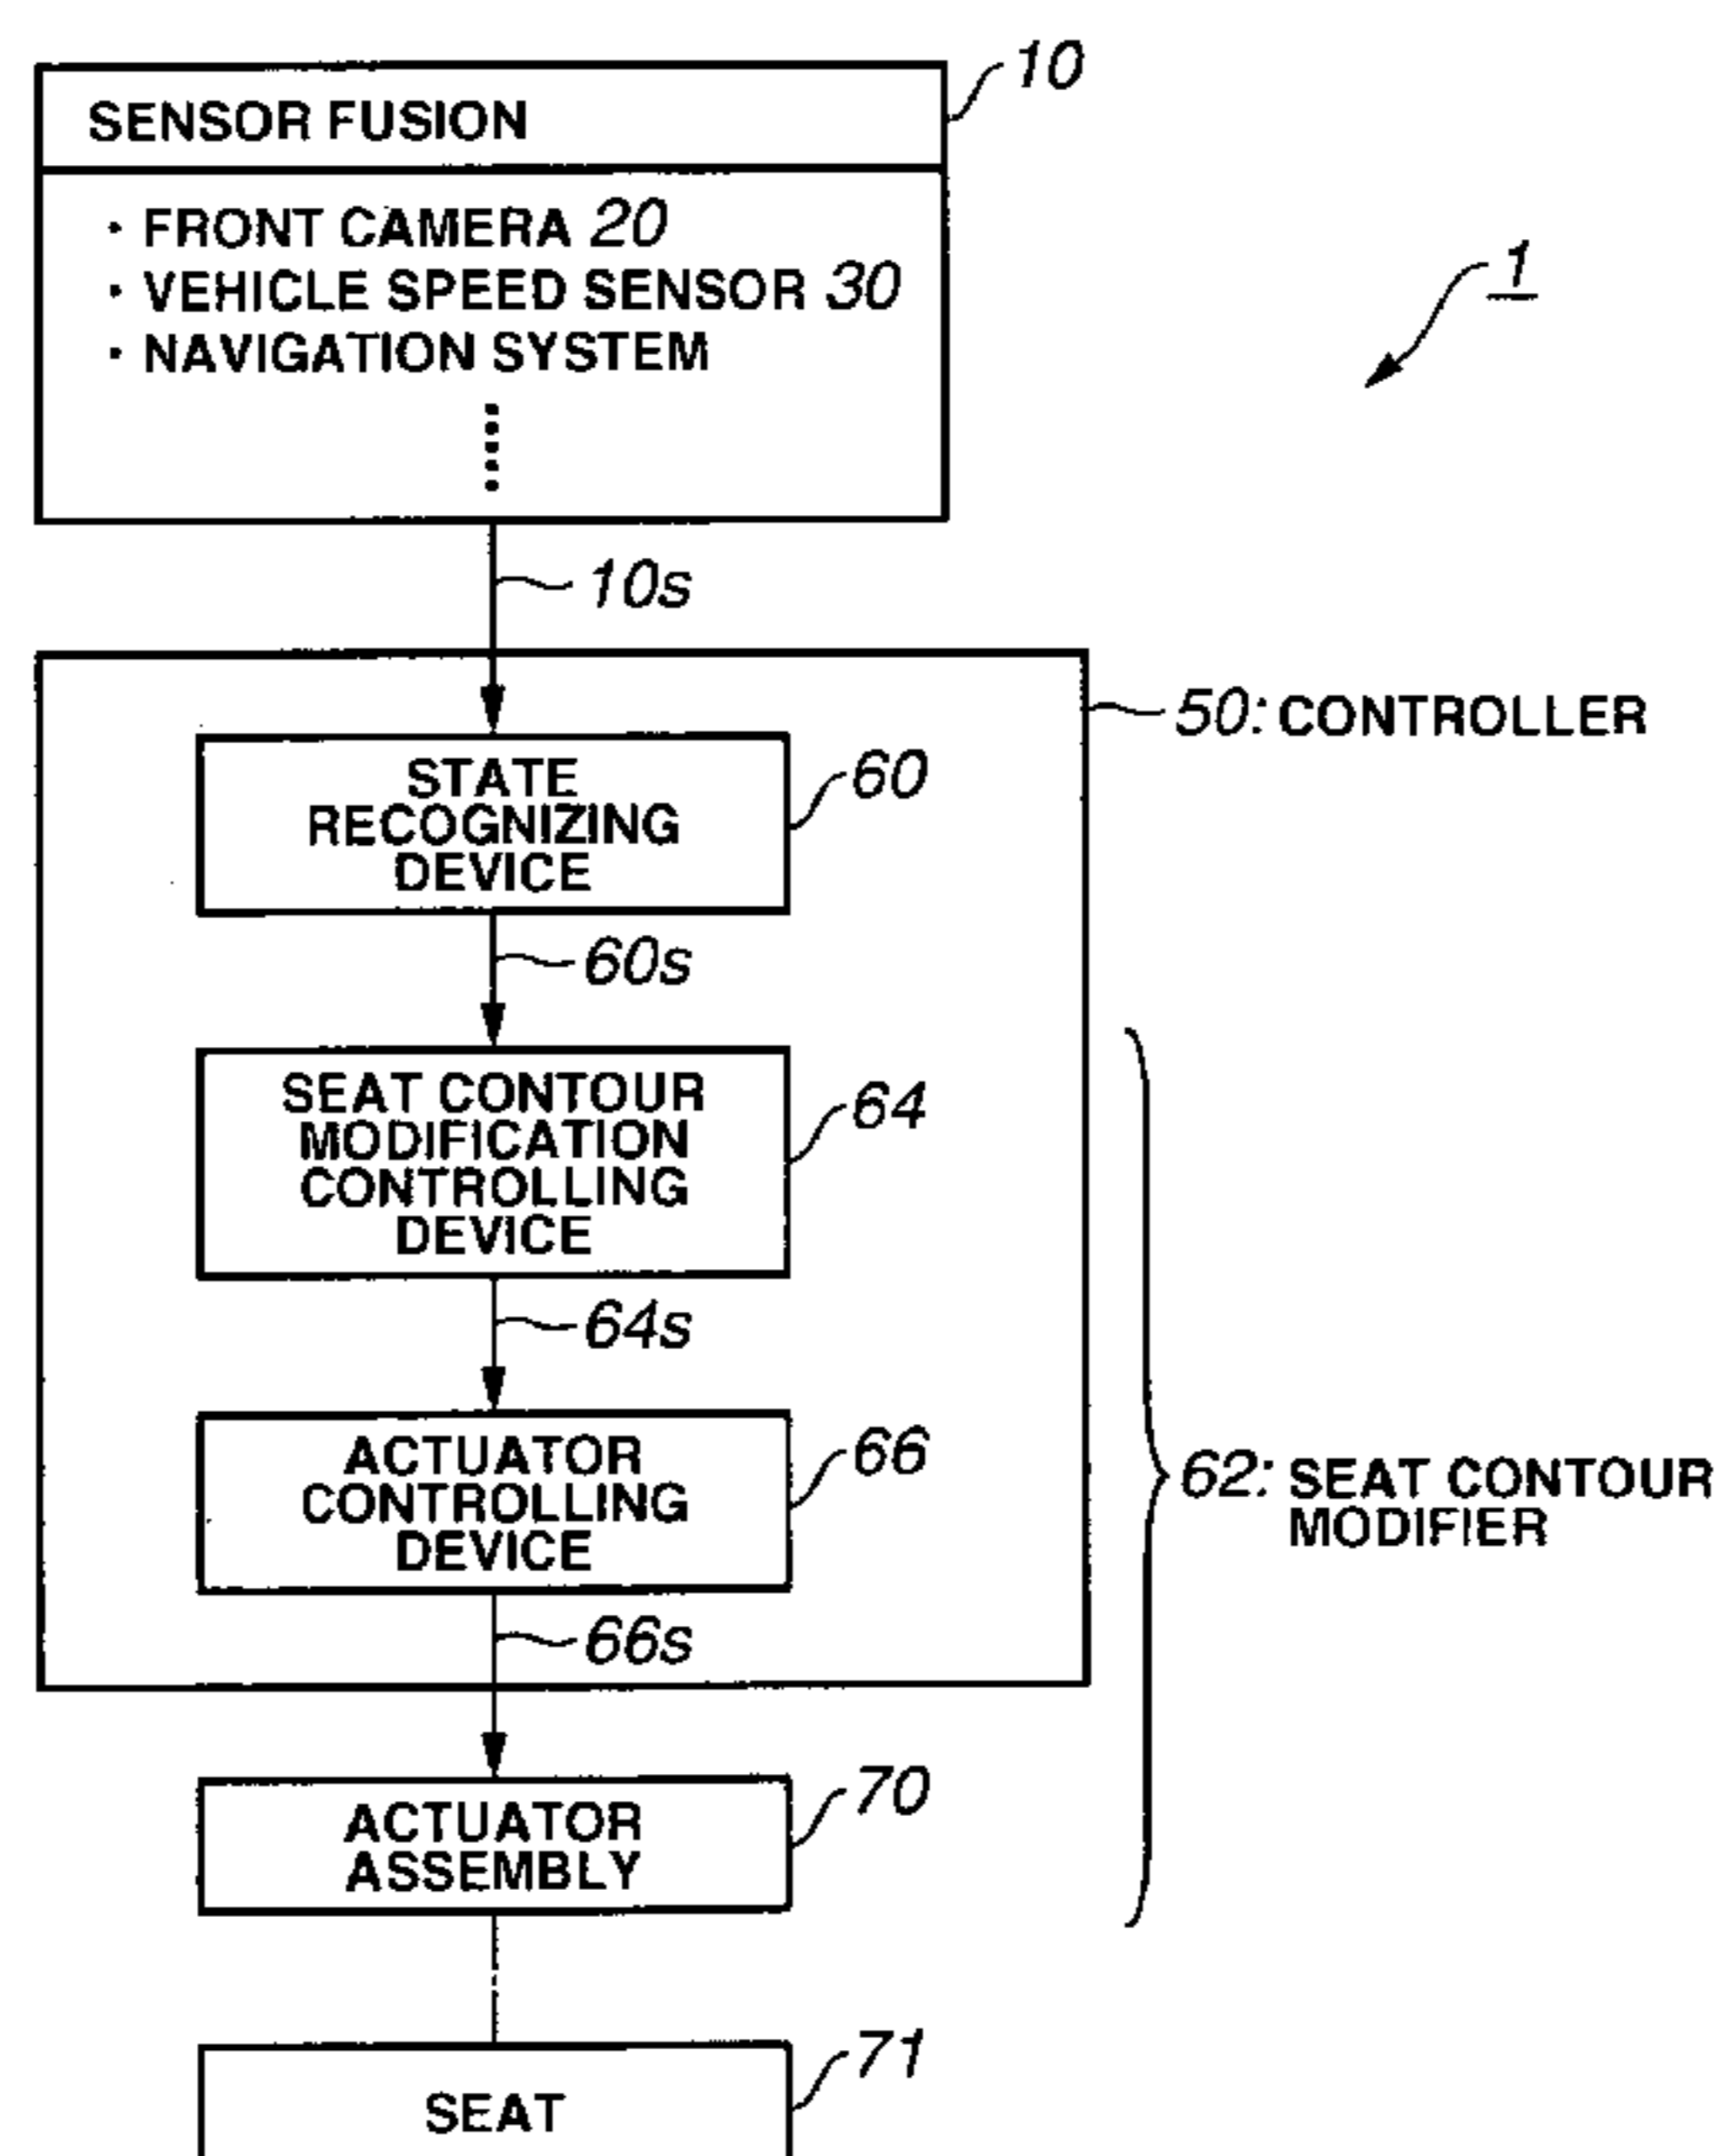 10
SENSOR FUSION
· FRONT CAMERA 20
· VEHICLE SPEED SENSOR 30
· NAVIGATION SYSTEM
1
10s
50: CONTROLLER
STATE
RECOGNIZING
DEVICE
60
60s
SEAT CONTOUR
MODIFICATION
CONTROLLING
DEVICE
64
64s
ACTUATOR
CONTROLLING
DEVICE
66
62: SEAT CONTOUR
MODIFIER
66s
ACTUATOR
ASSEMBLY
70
SEAT
71